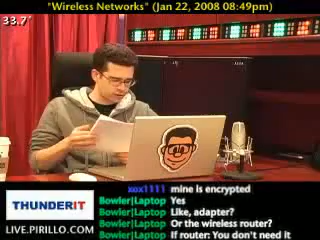 "Wireless Networks" (Jan 22, 2008 08:49pm)
33.7°
xox1111 mine is encrypted
Bowler|Laptop Yes
Bowler|Laptop Like, adapter?
THUNDERIT
Bowler|Laptop Or the wireless router?
LIVE.PIRILLO.COM
Bowler|Laptop If router: You don't need it